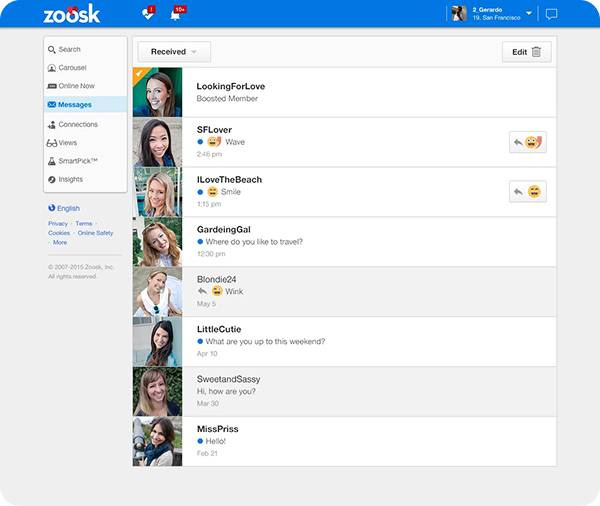 zoosk
1
10+
2_Gerardo
19, San Francisco
Search
Carousel
Online Now
Messages
Connections
Views
SmartPick™
Insights
English
Privacy · Terms ·
Cookies · Online Safety
· More
© 2007-2015 Zoosk, Inc.
All rights reserved.
Received
Edit
LookingForLove
Boosted Member
SFLover
Wave
2:46 pm
ILoveTheBeach
Smile
1:15 pm
GardeingGal
Where do you like to travel?
12:30 pm
Blondie24
Wink
May 5
LittleCutie
What are you up to this weekend?
Apr 10
SweetandSassy
Hi, how are you?
Mar 30
MissPriss
Hello!
Feb 21